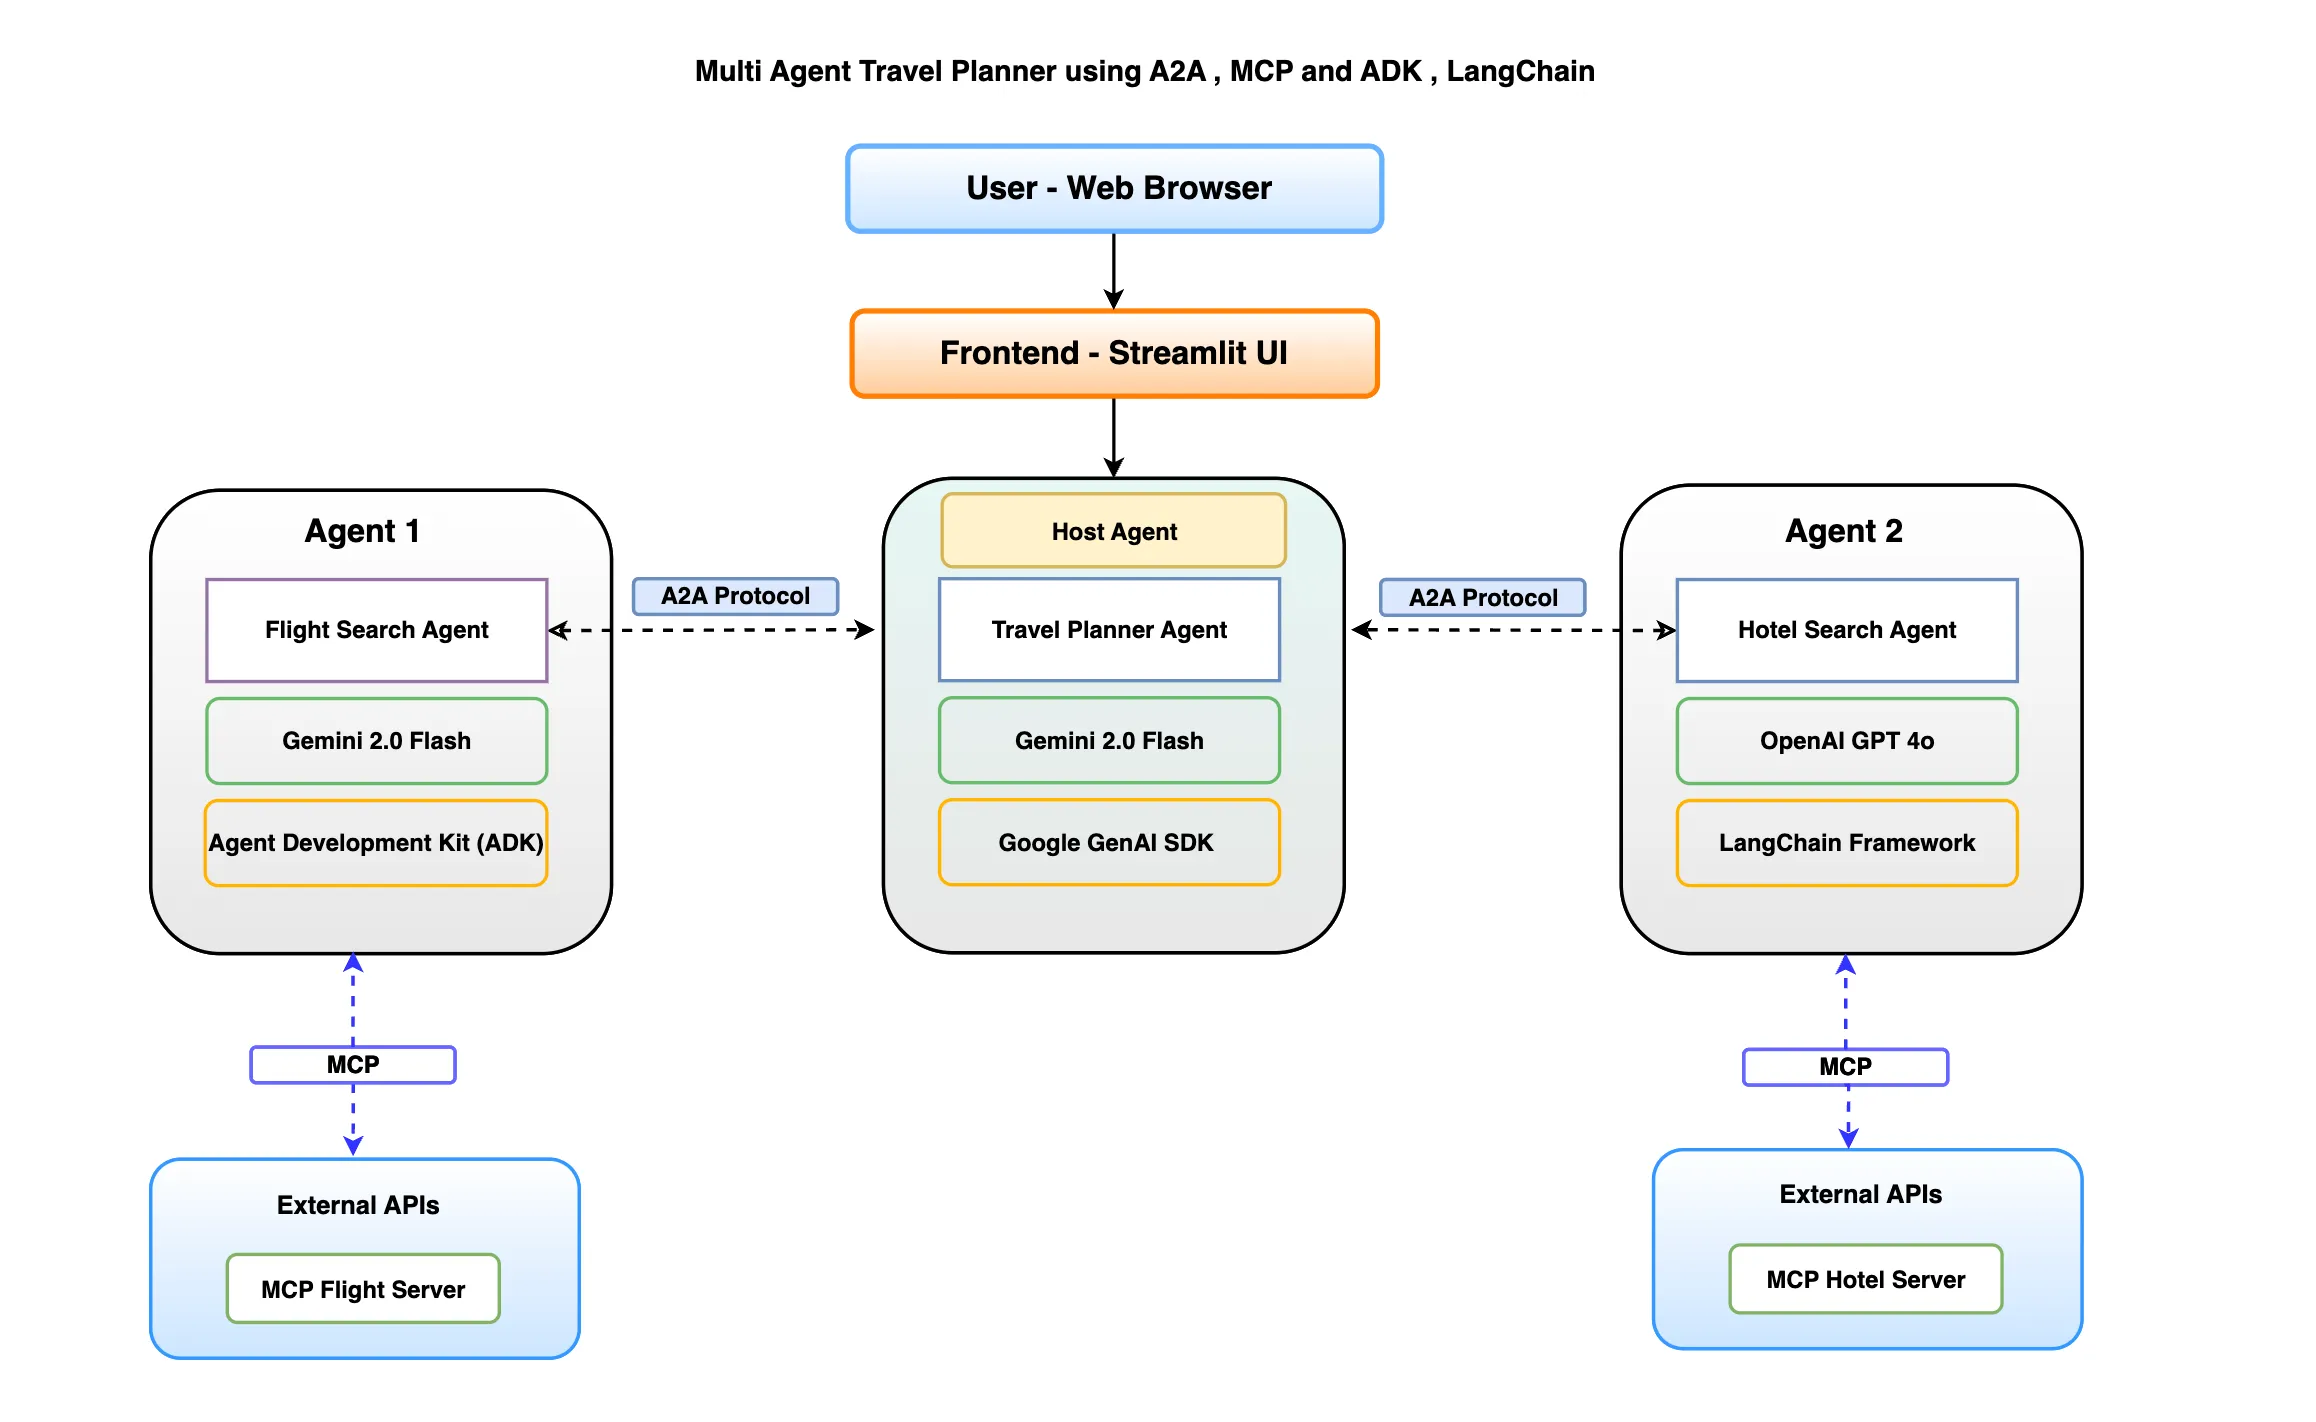 Multi Agent Travel Planner using A2A , MCP and ADK , LangChain
User - Web Browser
Frontend - Streamlit UI
Agent 1
Flight Search Agent
Gemini 2.0 Flash
Agent Development Kit (ADK)
A2A Protocol
Host Agent
Travel Planner Agent
Gemini 2.0 Flash
Google GenAI SDK
A2A Protocol
Agent 2
Hotel Search Agent
OpenAI GPT 4o
LangChain Framework
MCP
External APIs
MCP Flight Server
MCP
External APIs
MCP Hotel Server